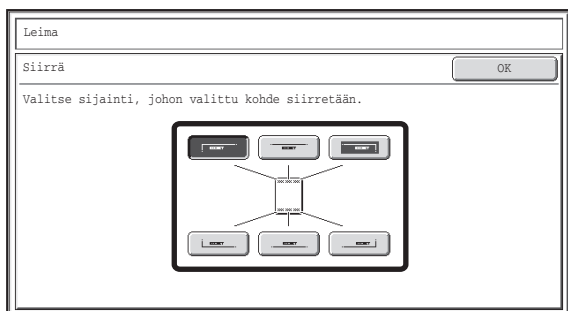 Leima
Siirrä
OK
Valitse sijainti, johon valittu kohde siirretään.